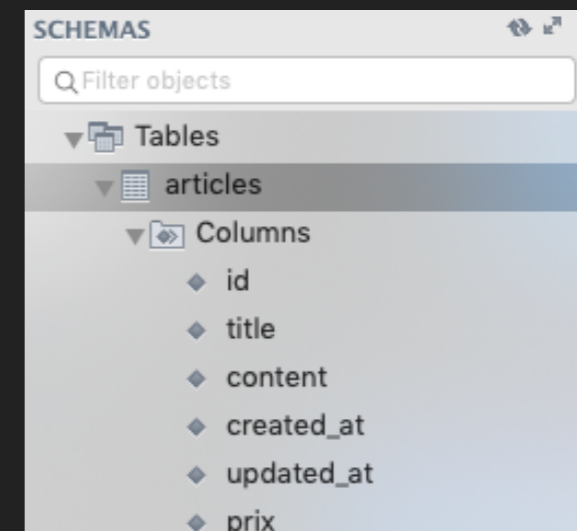 SCHEMAS
Filter objects
Tables
articles
Columns
id
title
content
created_at
updated_at
prix